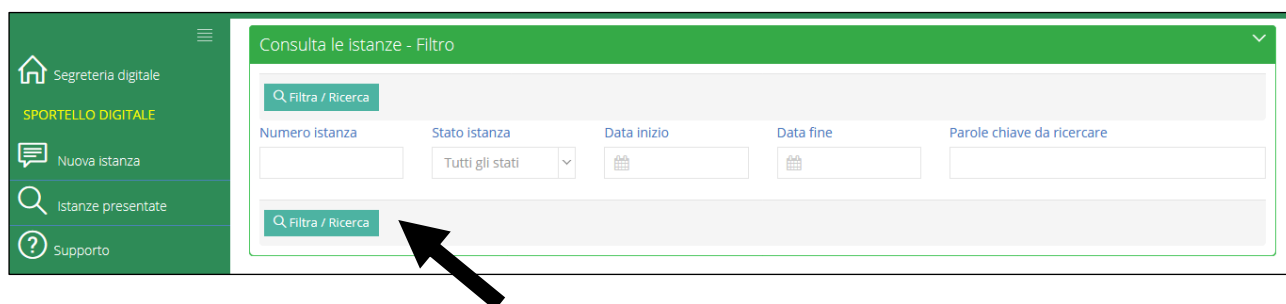 Segreteria digitale
SPORTELLO DIGITALE
Nuova istanza
Istanze presentate
Supporto
Consulta le istanze - Filtro
Filtra / Ricerca
Numero istanza
Stato istanza
Data inizio
Data fine
Parole chiave da ricercare
Tutti gli stati
Filtra / Ricerca